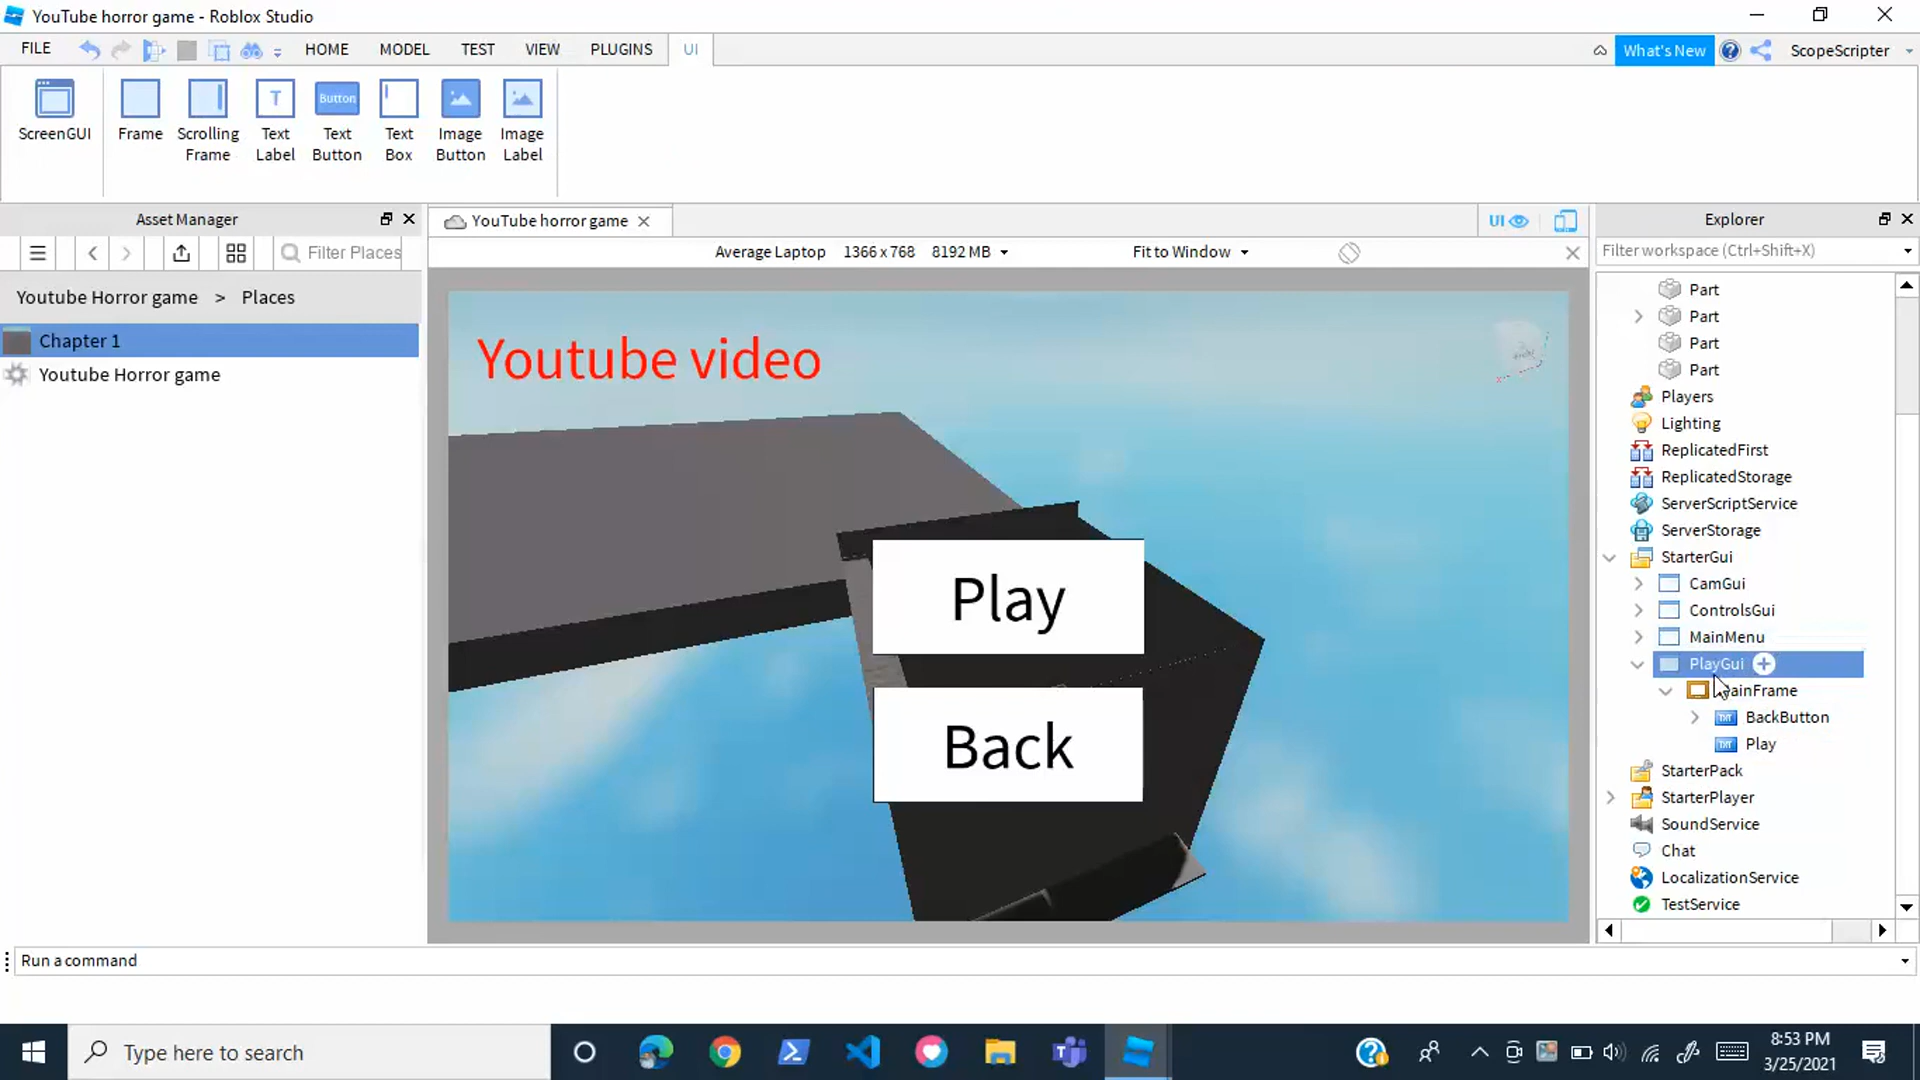 YouTube horror game - Roblox Studio
FILE HOME MODEL TEST VIEW PLUGINS UI What's New ScopeScripter
ScreenGUI
Frame
Scrolling
Frame
T
Text
Label
Button
Text
Button
Text
Box
Image
Button
Image
Label
Asset Manager
Filter Places
Youtube Horror game > Places
Chapter 1
Youtube Horror game
YouTube horror game
UI
Average Laptop 1366 x 768 8192 MB Fit to Window
Youtube video
Play
Back
Explorer
Filter workspace (Ctrl+Shift+X)
Part
Part
Part
Part
Players
Lighting
ReplicatedFirst
ReplicatedStorage
ServerScriptService
ServerStorage
StarterGui
CamGui
ControlsGui
MainMenu
PlayGui
MainFrame
TXT BackButton
TXT Play
StarterPack
StarterPlayer
SoundService
Chat
LocalizationService
TestService
Run a command
Type here to search
8:53 PM
3/25/2021